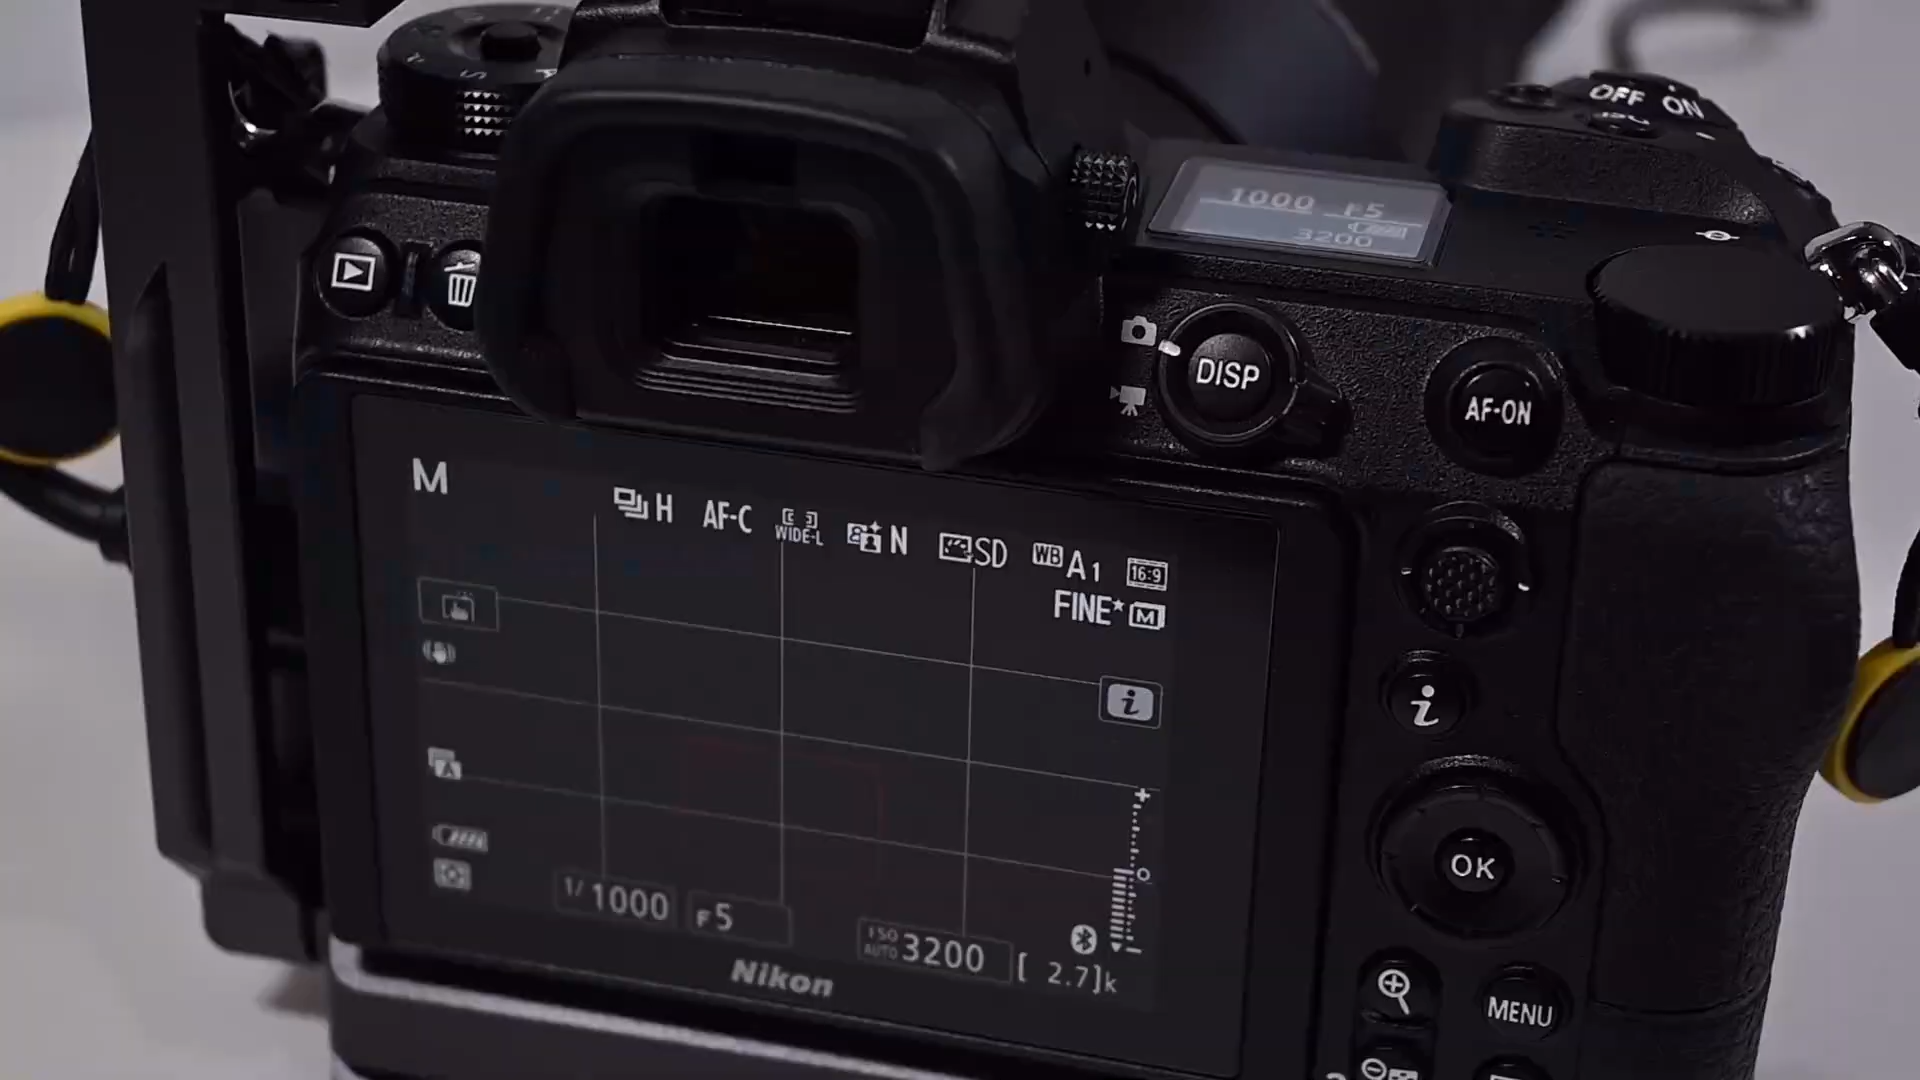 OFF ON
1000 F5
3200
DISP
AF-ON
M
H AF-C WIDE-L N SD WB A1 16:9
FINE★ M
i
i
OK
1/1000 F5 ISO AUTO 3200 [ 2.7]k
Nikon
MENU